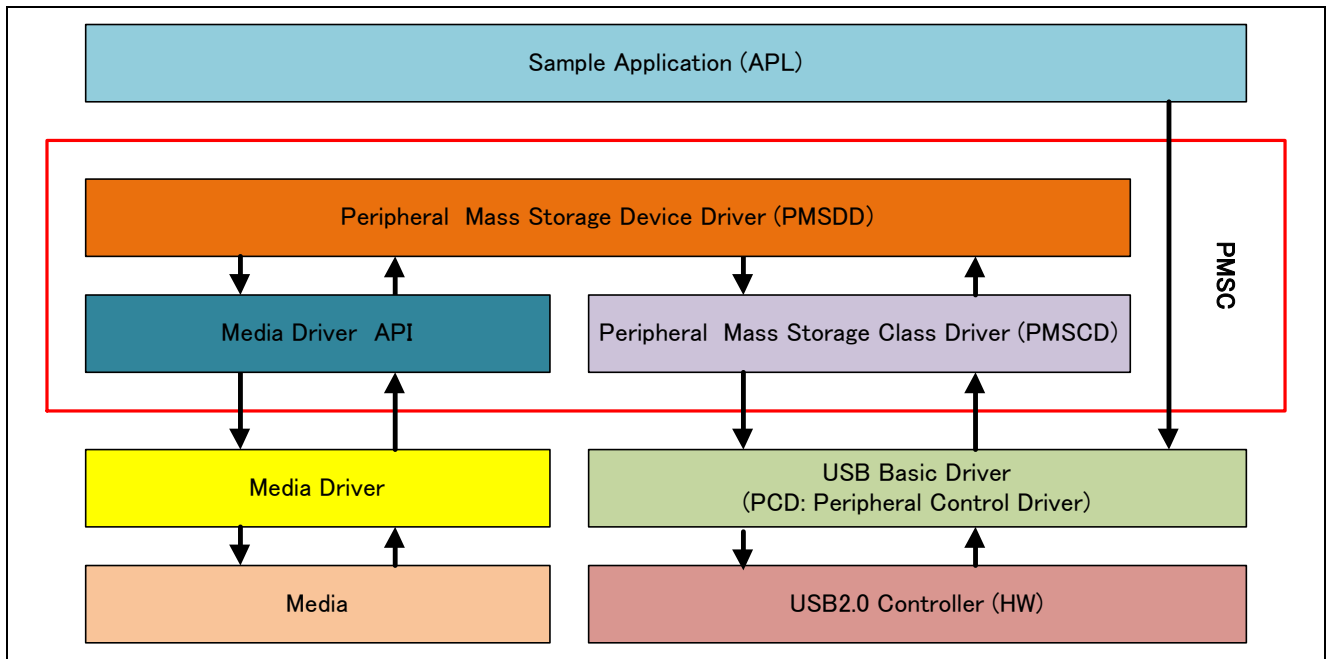 Sample Application (APL)
Peripheral Mass Storage Device Driver (PMSDD)
PMSC
Media Driver API
Peripheral Mass Storage Class Driver (PMSCD)
Media Driver
USB Basic Driver
(PCD: Peripheral Control Driver)
Media
USB2.0 Controller (HW)